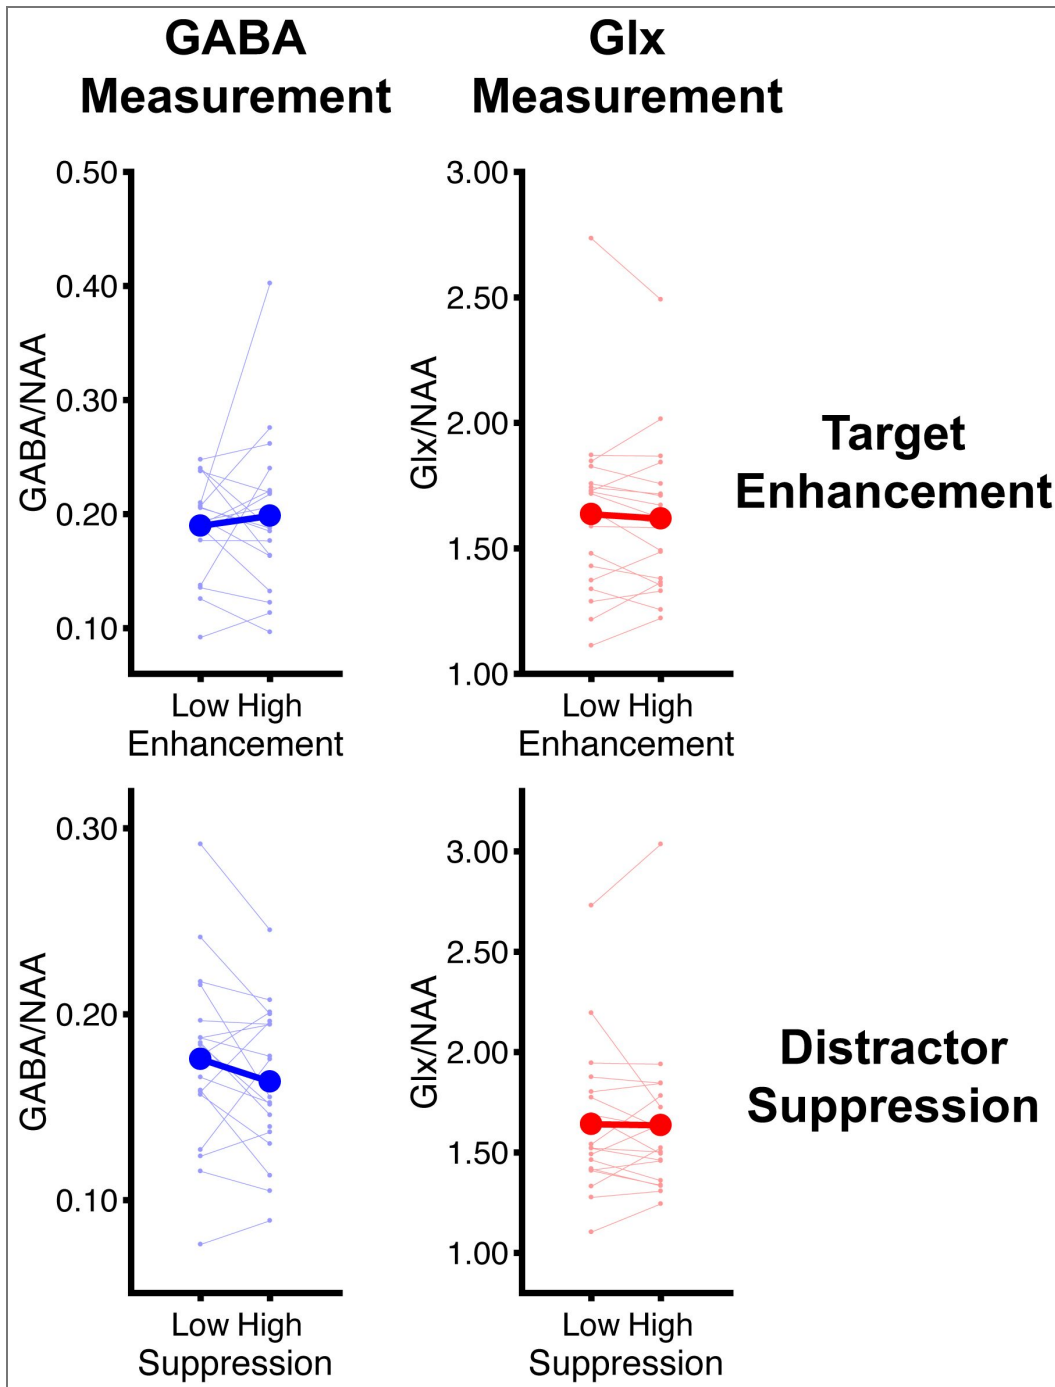 GABA
Measurement
Glx
Measurement
0.50
0.40
0.30
0.20
0.10
GABA/NAA
Low High
Enhancement
3.00
2.50
2.00
1.50
1.00
Glx/NAA
Low High
Enhancement
Target
Enhancement
0.30
0.20
0.10
GABA/NAA
Low High
Suppression
3.00
2.50
2.00
1.50
1.00
Glx/NAA
Low High
Suppression
Distractor
Suppression